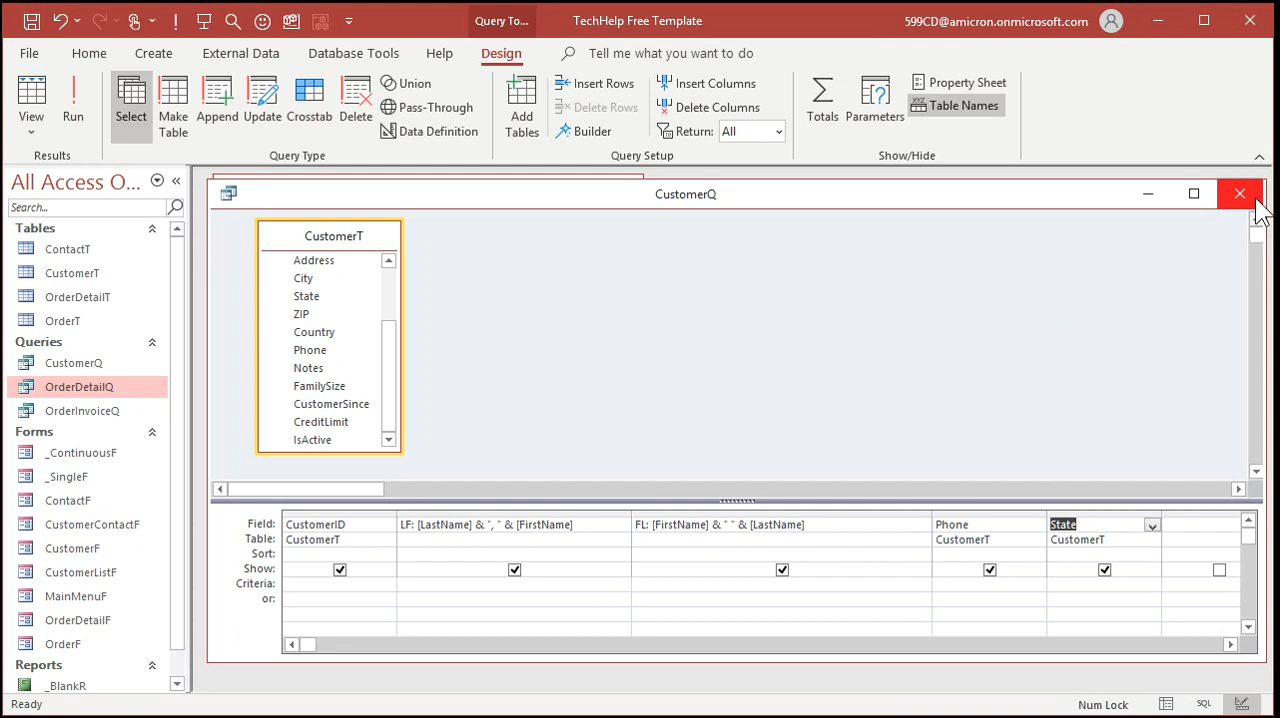 Query To... TechHelp Free Template 599CD@amicron.onmicrosoft.com
File Home Create External Data Database Tools Help Design Tell me what you want to do
View
Run
Results
Select
Make Table
Append
Update
Crosstab
Delete
Union
Pass-Through
Data Definition
Query Type
Add Tables
Insert Rows
Delete Rows
Builder
Insert Columns
Delete Columns
Return: All
Query Setup
Totals
Parameters
Property Sheet
Table Names
Show/Hide
All Access O...
Search...
Tables
ContactT
CustomerT
OrderDetailT
OrderT
Queries
CustomerQ
OrderDetailQ
OrderInvoiceQ
Forms
_ContinuousF
_SingleF
ContactF
CustomerContactF
CustomerF
CustomerListF
MainMenuF
OrderDetailF
OrderF
Reports
_BlankR
CustomerQ
CustomerT
Address
City
State
ZIP
Country
Phone
Notes
FamilySize
CustomerSince
CreditLimit
IsActive
Field: CustomerID LF: [LastName] & ", " & [FirstName] FL: [FirstName] & " " & [LastName] Phone State
Table: CustomerT CustomerT CustomerT
Sort:
Show:
Criteria:
or:
Ready Num Lock SQL